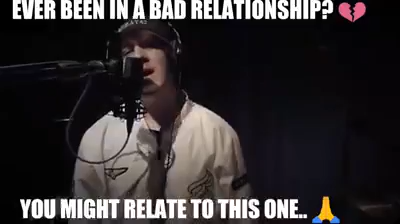 EVER BEEN IN A BAD RELATIONSHIP? 💔
YOU MIGHT RELATE TO THIS ONE.. 🙏